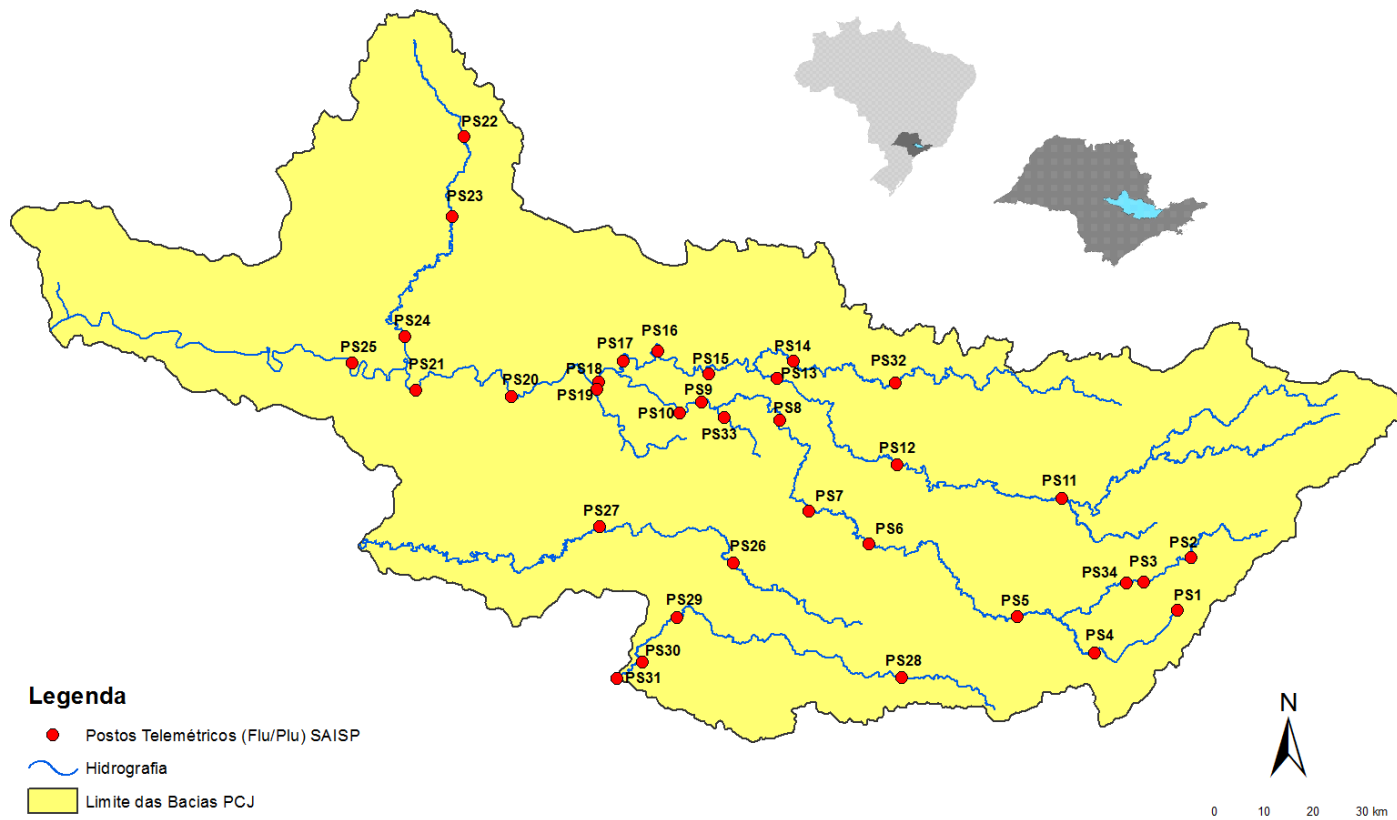 PS22
PS23
PS24
PS25
PS21
PS20
PS18
PS19
PS17
PS16
PS15
PS14
PS13
PS32
PS9
PS10
PS33
PS8
PS12
PS11
PS7
PS6
PS27
PS26
PS2
PS3
PS34
PS1
PS5
PS4
PS29
PS30
PS31
PS28
Legenda
Postos Telemétricos (Flu/Plu) SAISP
Hidrografia
Limite das Bacias PCJ
N
0 10 20 30 km